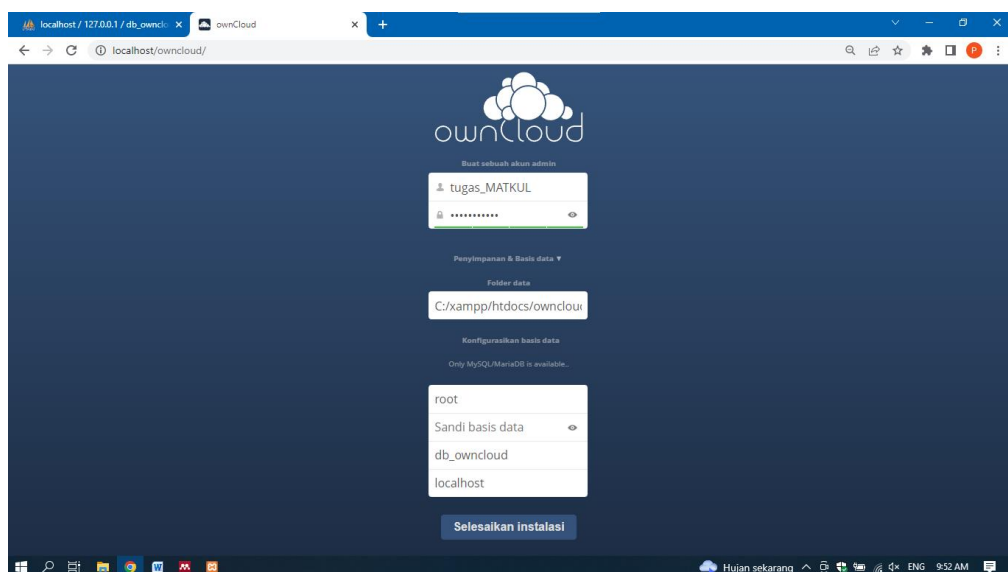 localhost / 127.0.0.1 / db_ownclo
ownCloud
localhost/owncloud/
P
ownCloud
Buat sebuah akun admin
tugas_MATKUL
Penyimpanan & Basis data ▼
Folder data
C:/xampp/htdocs/owncloud
Konfigurasikan basis data
Only MySQL/MariaDB is available..
root
Sandi basis data
db_owncloud
localhost
Selesaikan instalasi
Hujan sekarang ENG 9:52 AM